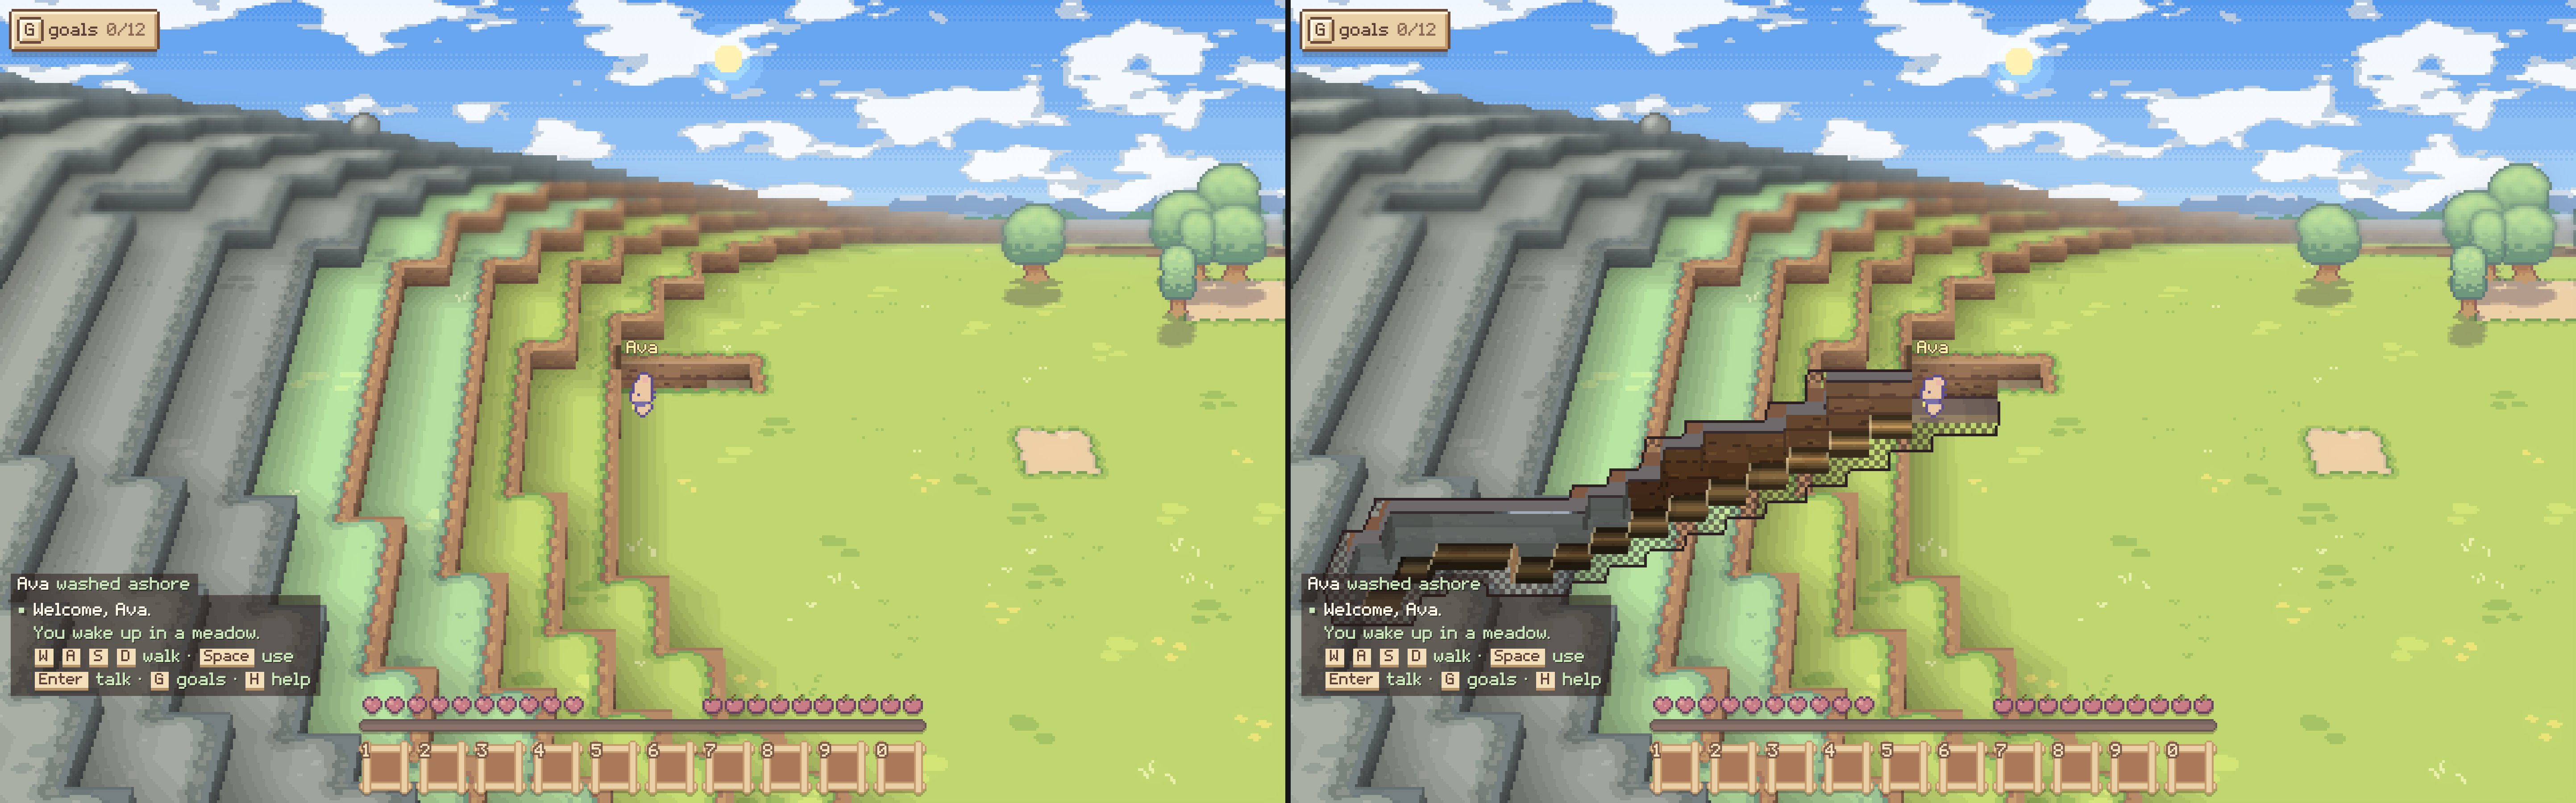 G goals 0/12
Ava
Ava washed ashore
Welcome, Ava.
You wake up in a meadow.
W A S D walk · Space use
Enter talk · G goals · H help
1 2 3 4 5 6 7 8 9 0
G goals 0/12
Ava
Ava washed ashore
Welcome, Ava.
You wake up in a meadow.
W A S D walk · Space use
Enter talk · G goals · H help
1 2 3 4 5 6 7 8 9 0